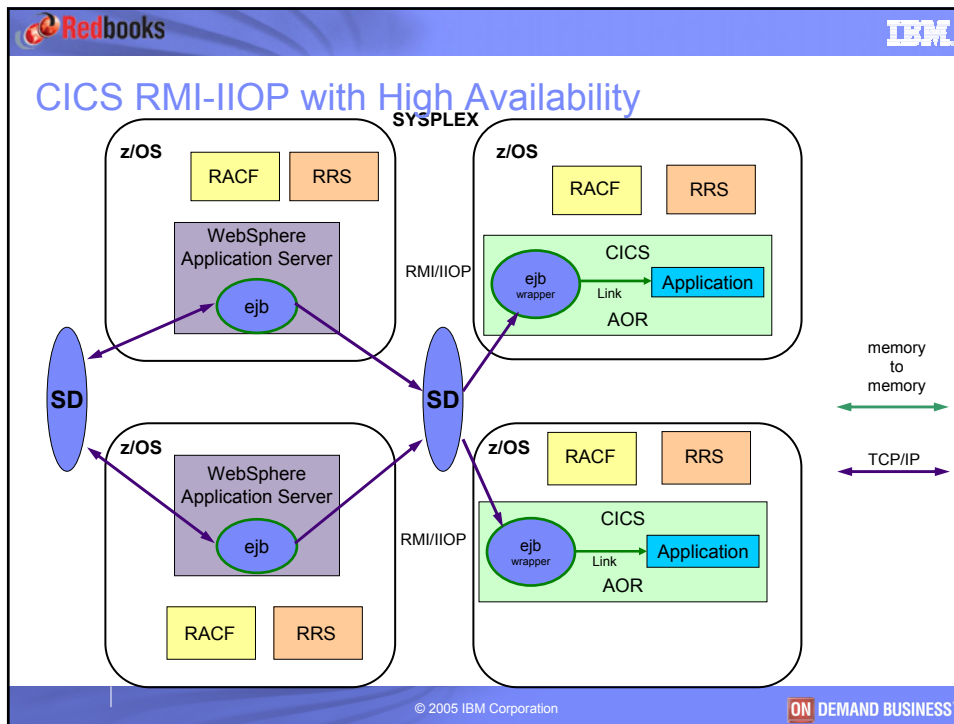 Redbooks
IBM
CICS RMI-IIOP with High Availability
SYSPLEX
z/OS
RACF
RRS
WebSphere
Application Server
ejb
z/OS
RACF
RRS
RMI/IIOP
CICS
ejb
wrapper
Link
Application
AOR
SD
SD
memory
to
memory
TCP/IP
z/OS
WebSphere
Application Server
ejb
RACF
RRS
z/OS
RACF
RRS
RMI/IIOP
CICS
ejb
wrapper
Link
Application
AOR
© 2005 IBM Corporation
ON DEMAND BUSINESS